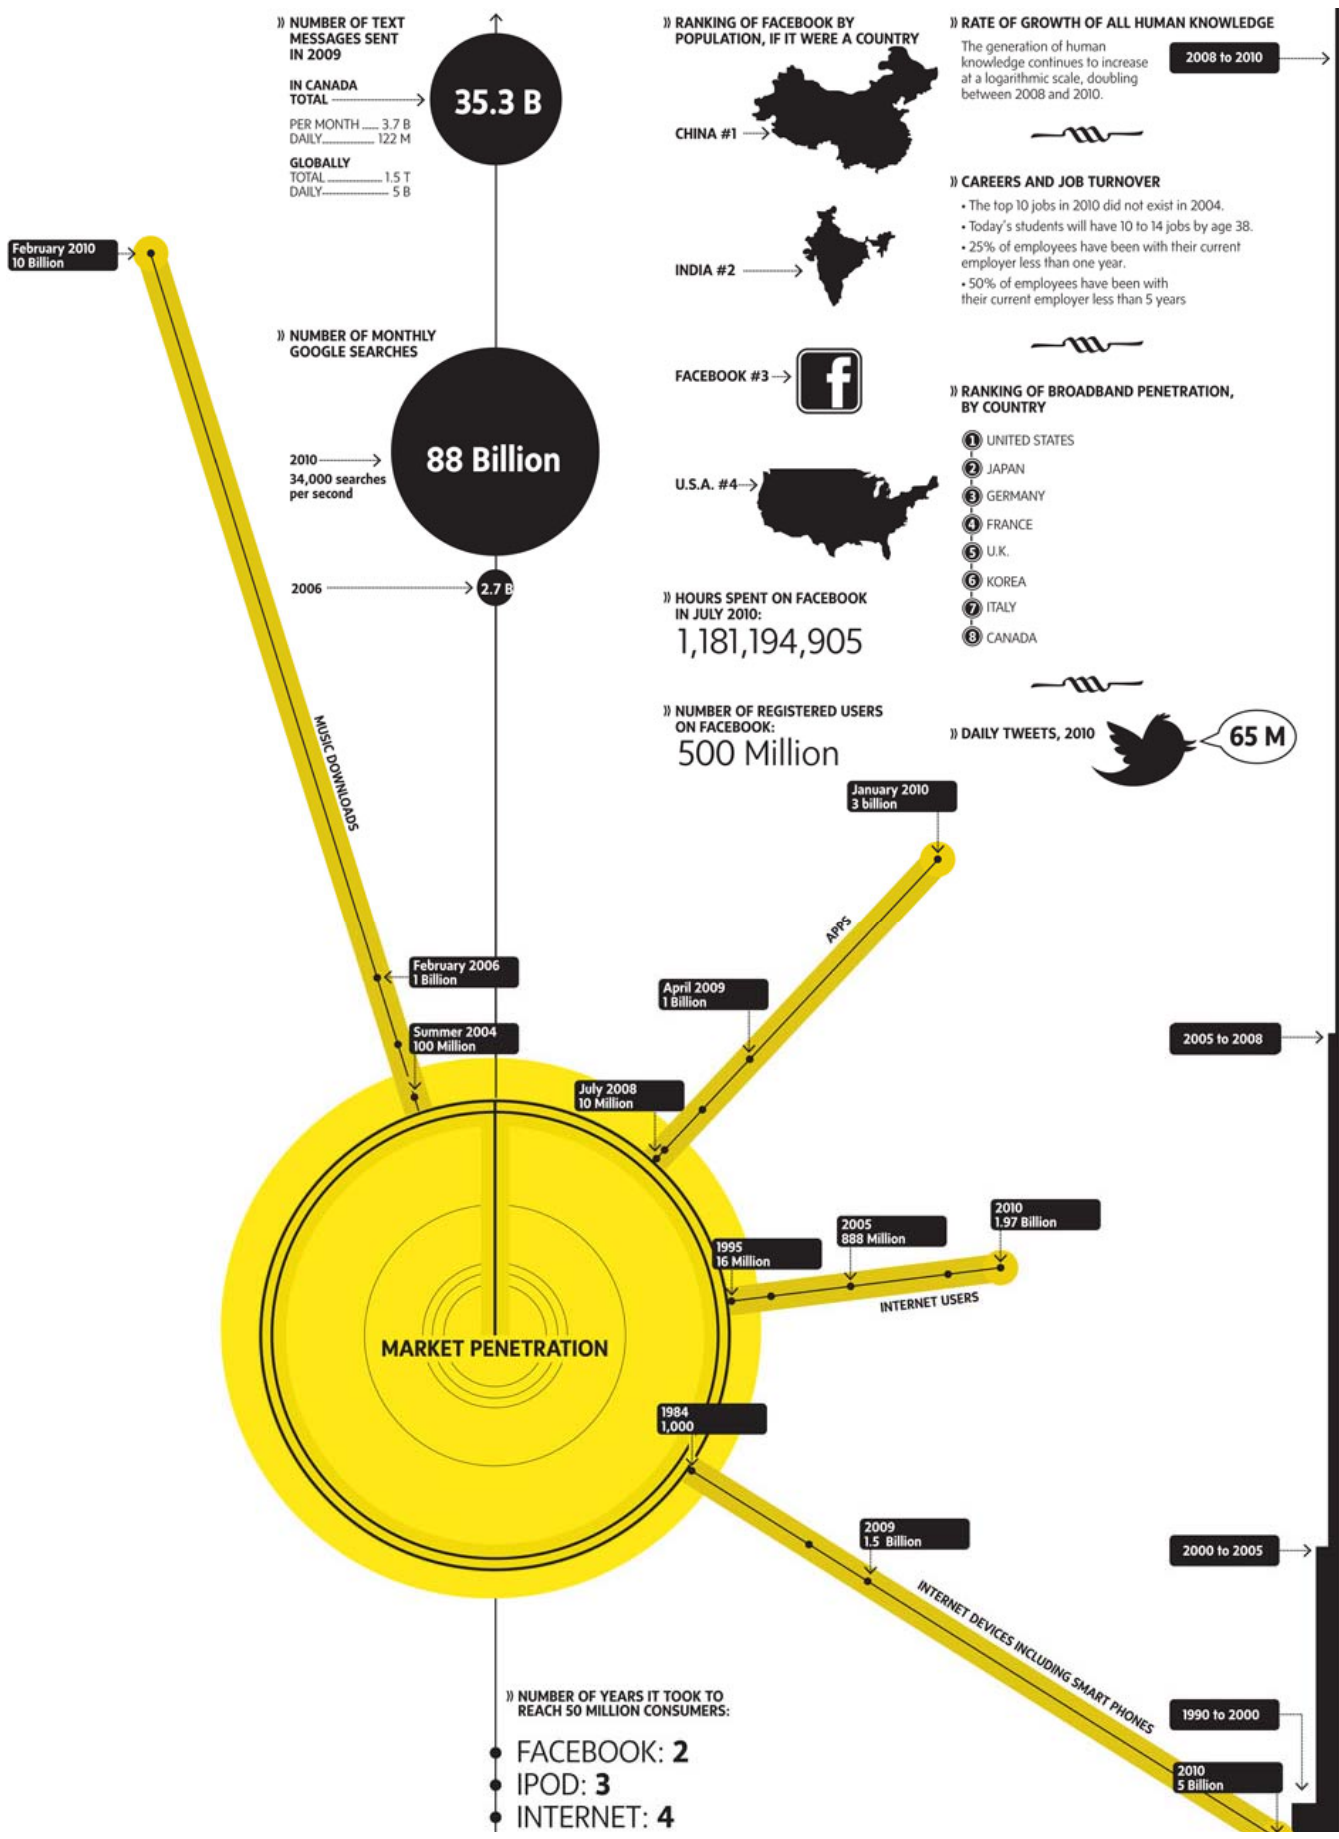 » NUMBER OF TEXT
MESSAGES SENT
IN 2009
IN CANADA
TOTAL
35.3 B
PER MONTH ..... 3.7 B
DAILY ..... 122 M
GLOBALLY
TOTAL ..... 1.5 T
DAILY ..... 5 B
» NUMBER OF MONTHLY
GOOGLE SEARCHES
2010
34,000 searches
per second
88 Billion
2006
2.7 B
» RANKING OF FACEBOOK BY
POPULATION, IF IT WERE A COUNTRY
CHINA #1
INDIA #2
FACEBOOK #3
f
U.S.A. #4
» HOURS SPENT ON FACEBOOK
IN JULY 2010:
1,181,194,905
» NUMBER OF REGISTERED USERS
ON FACEBOOK:
500 Million
» RATE OF GROWTH OF ALL HUMAN KNOWLEDGE
The generation of human
knowledge continues to increase
at a logarithmic scale, doubling
between 2008 and 2010.
2008 to 2010
» CAREERS AND JOB TURNOVER
• The top 10 jobs in 2010 did not exist in 2004.
• Today's students will have 10 to 14 jobs by age 38.
• 25% of employees have been with their current
employer less than one year.
• 50% of employees have been with
their current employer less than 5 years
» RANKING OF BROADBAND PENETRATION,
BY COUNTRY
1 UNITED STATES
2 JAPAN
3 GERMANY
4 FRANCE
5 U.K.
6 KOREA
7 ITALY
8 CANADA
» DAILY TWEETS, 2010
65 M
February 2010
10 Billion
MUSIC DOWNLOADS
February 2006
1 Billion
Summer 2004
100 Million
January 2010
3 billion
APPS
April 2009
1 Billion
July 2008
10 Million
2010
1.97 Billion
2005
888 Million
1995
16 Million
INTERNET USERS
MARKET PENETRATION
1984
1,000
2009
1.5 Billion
INTERNET DEVICES INCLUDING SMART PHONES
2010
5 Billion
2005 to 2008
2000 to 2005
1990 to 2000
» NUMBER OF YEARS IT TOOK TO
REACH 50 MILLION CONSUMERS:
FACEBOOK: 2
IPOD: 3
INTERNET: 4